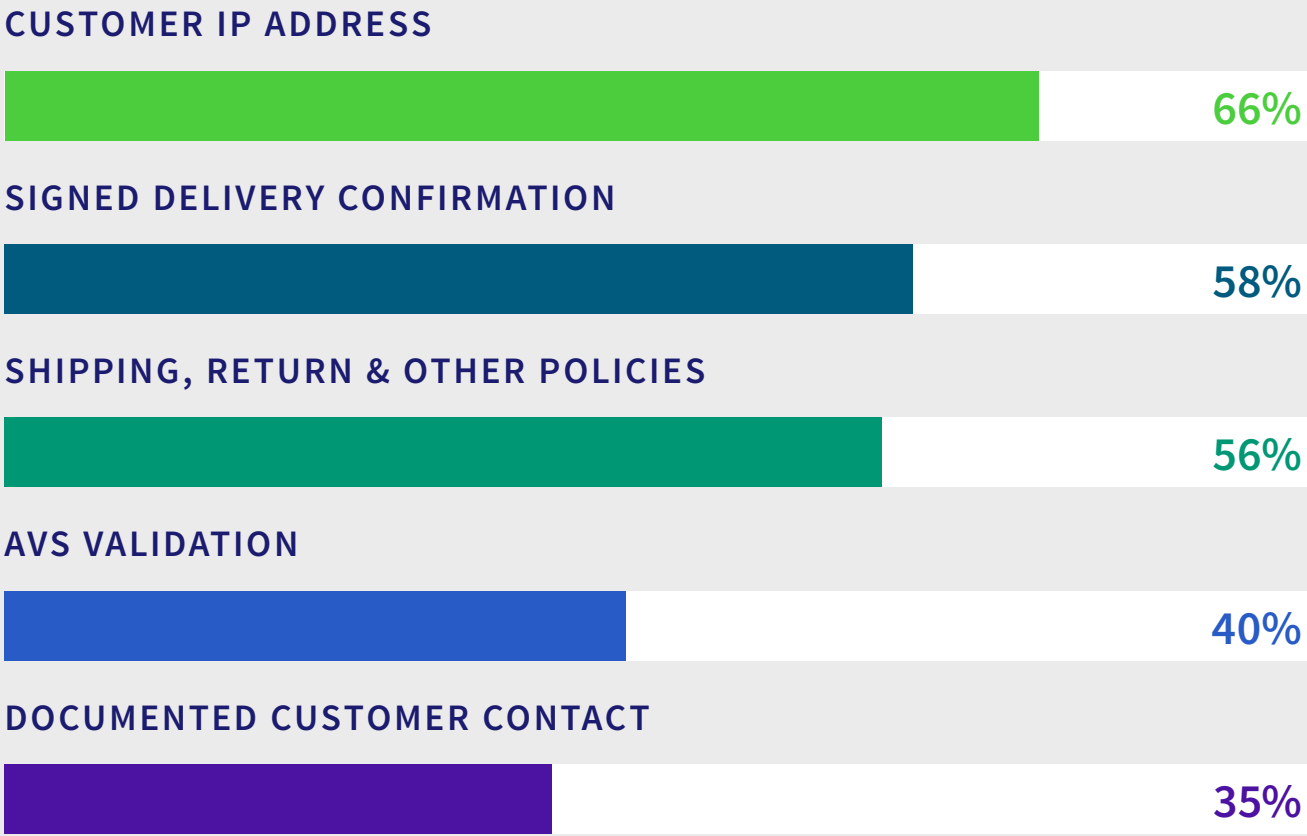 CUSTOMER IP ADDRESS
66%
SIGNED DELIVERY CONFIRMATION
58%
SHIPPING, RETURN & OTHER POLICIES
56%
AVS VALIDATION
40%
DOCUMENTED CUSTOMER CONTACT
35%